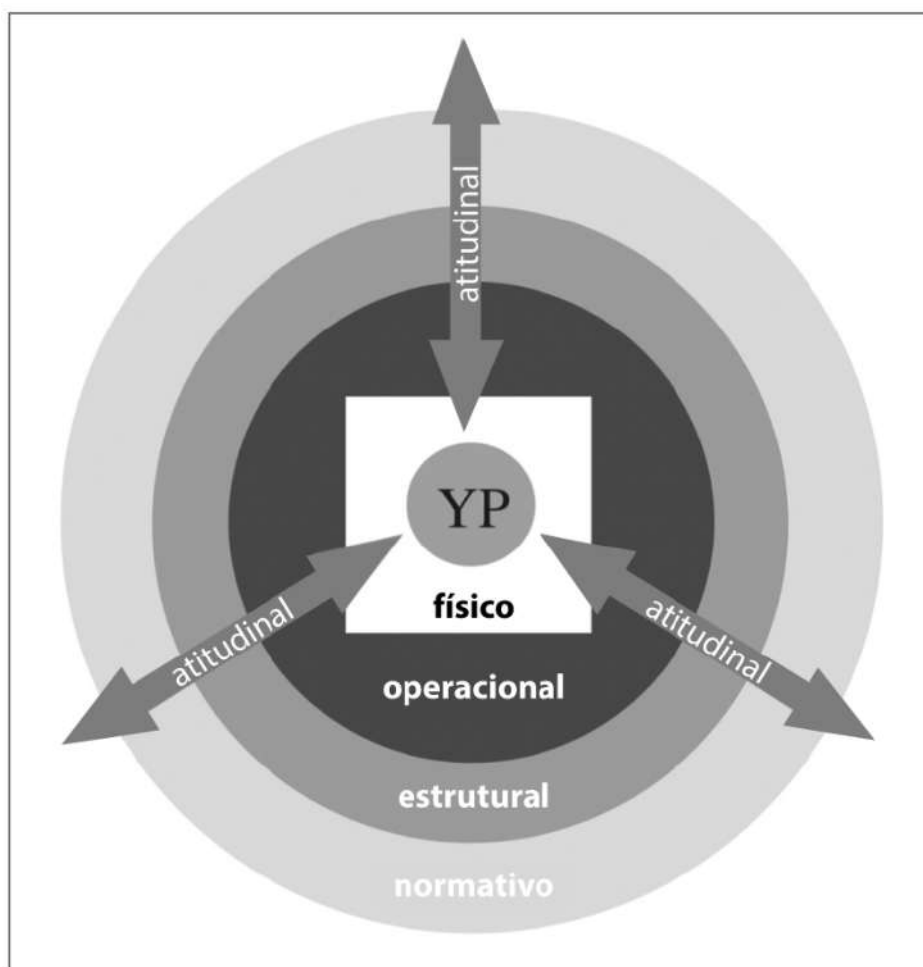 atitudinal
YP
físico
atitudinal
atitudinal
operacional
estrutural
normativo